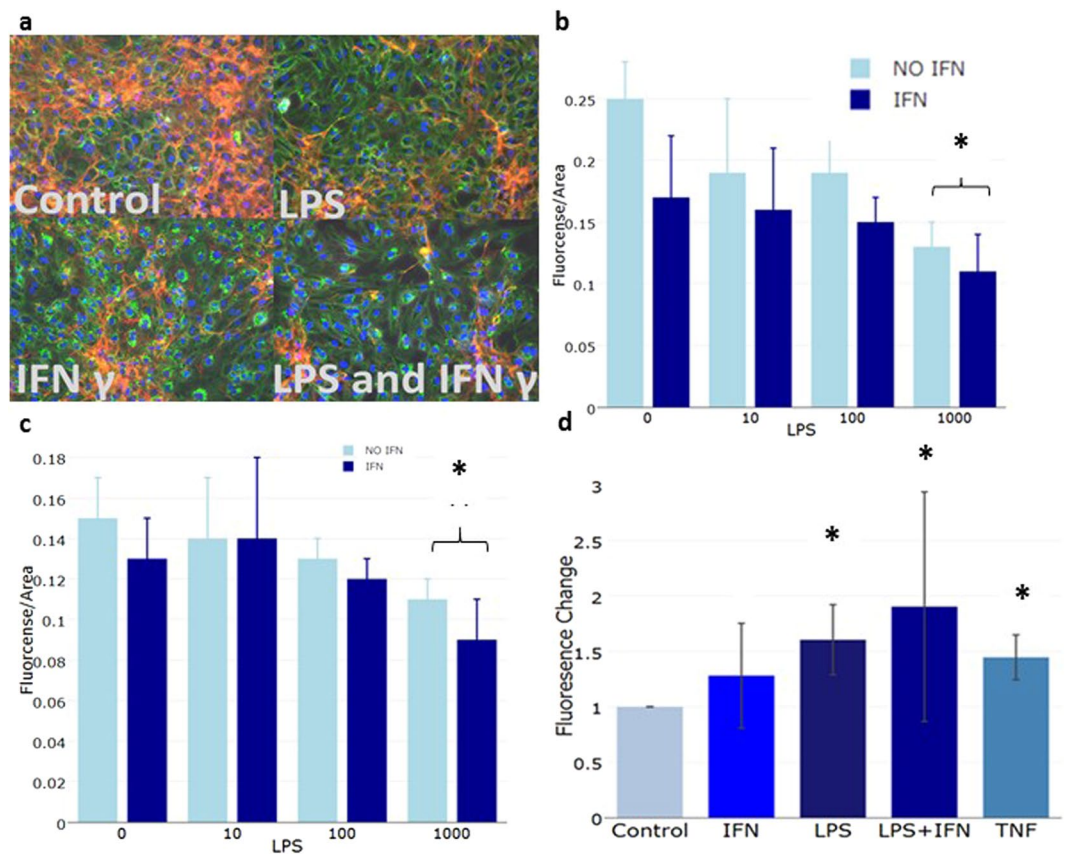 a
Control
LPS
IFN γ
LPS and IFN γ
b
NO IFN
IFN
*
Fluorcense/Area
0.25
0.2
0.15
0.1
0.05
0
0 10 100 1000
LPS
c
NO IFN
IFN
*
Fluorcense/Area
0.18
0.16
0.14
0.12
0.1
0.08
0.06
0.04
0.02
0
0 10 100 1000
LPS
d
* * *
Fluoresence Change
3
2.5
2
1.5
1
0.5
0
Control IFN LPS LPS+IFN TNF